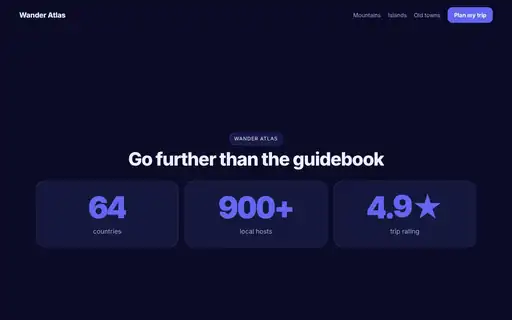 Wander Atlas
Mountains
Islands
Old towns
Plan my trip
WANDER ATLAS
Go further than the guidebook
64
countries
900+
local hosts
4.9★
trip rating